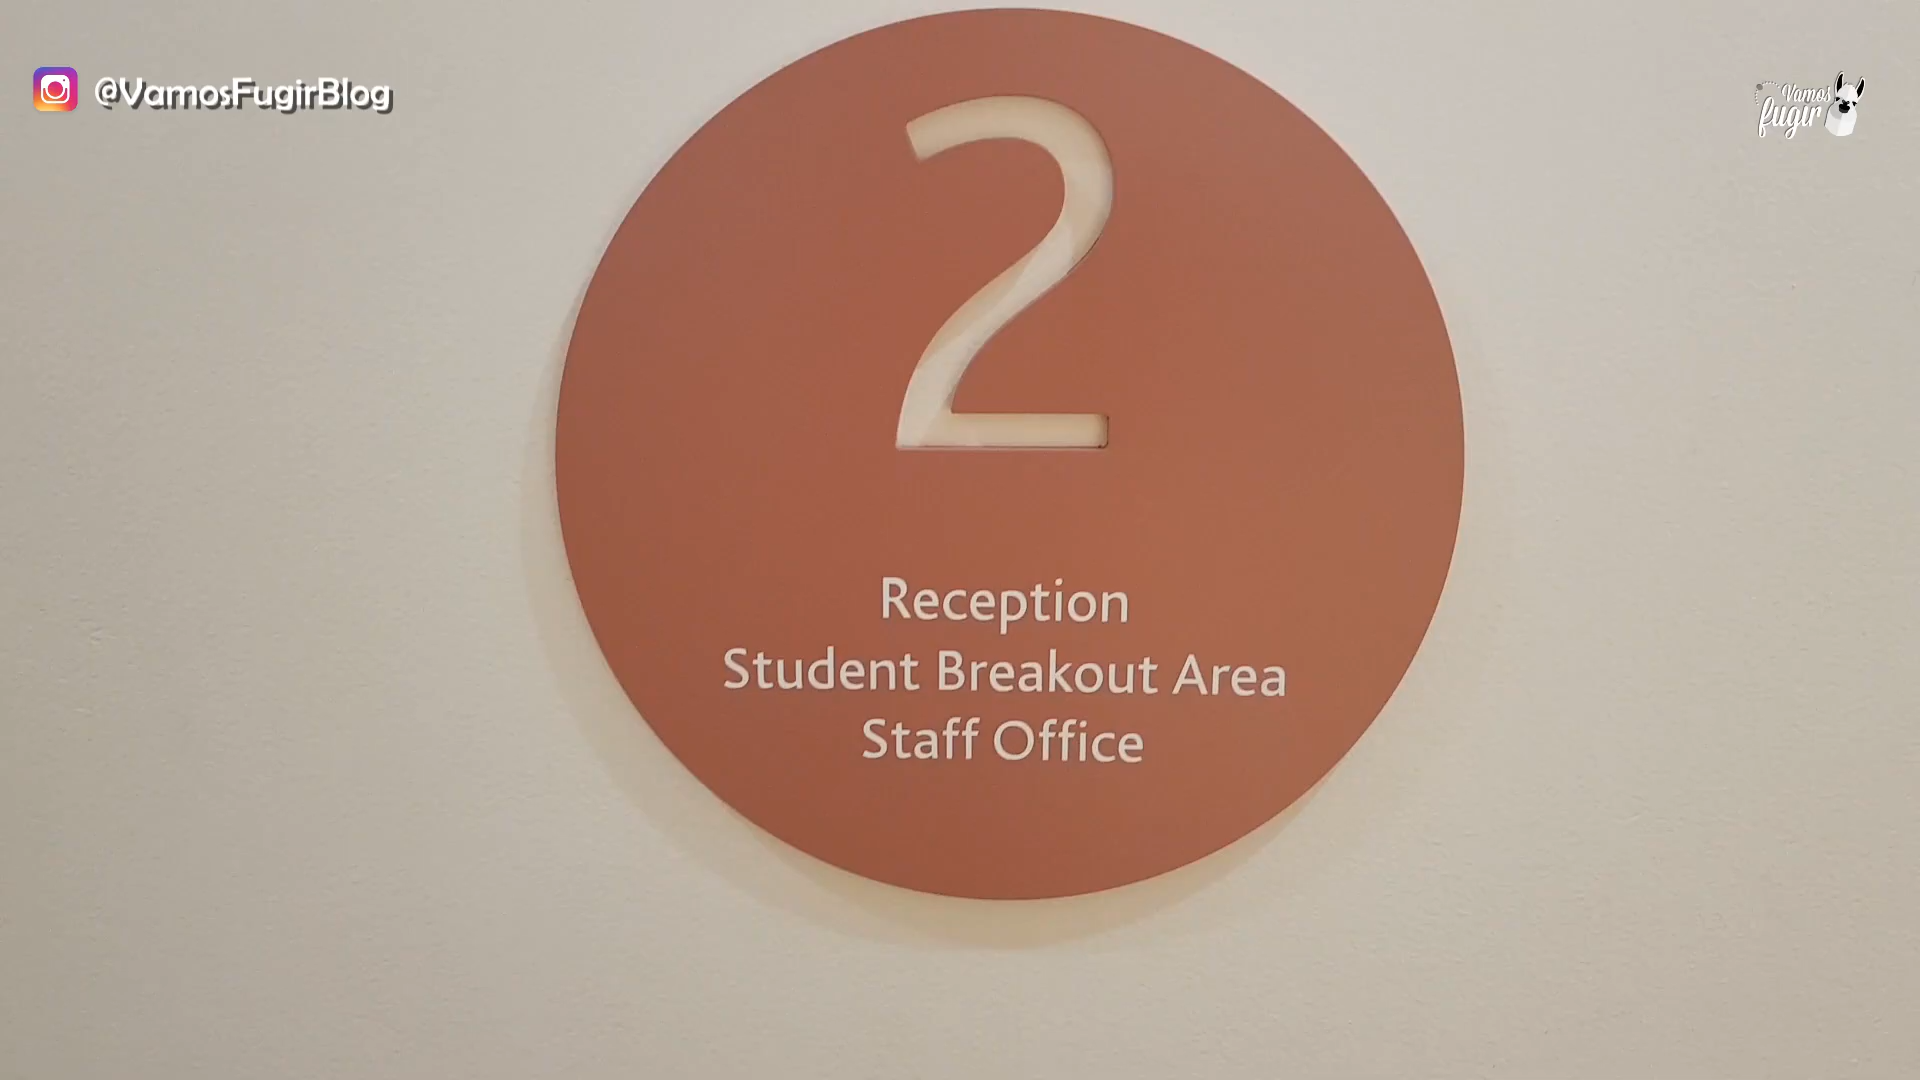 @VamosFugirBlog
Vamos
fugir
2
Reception
Student Breakout Area
Staff Office